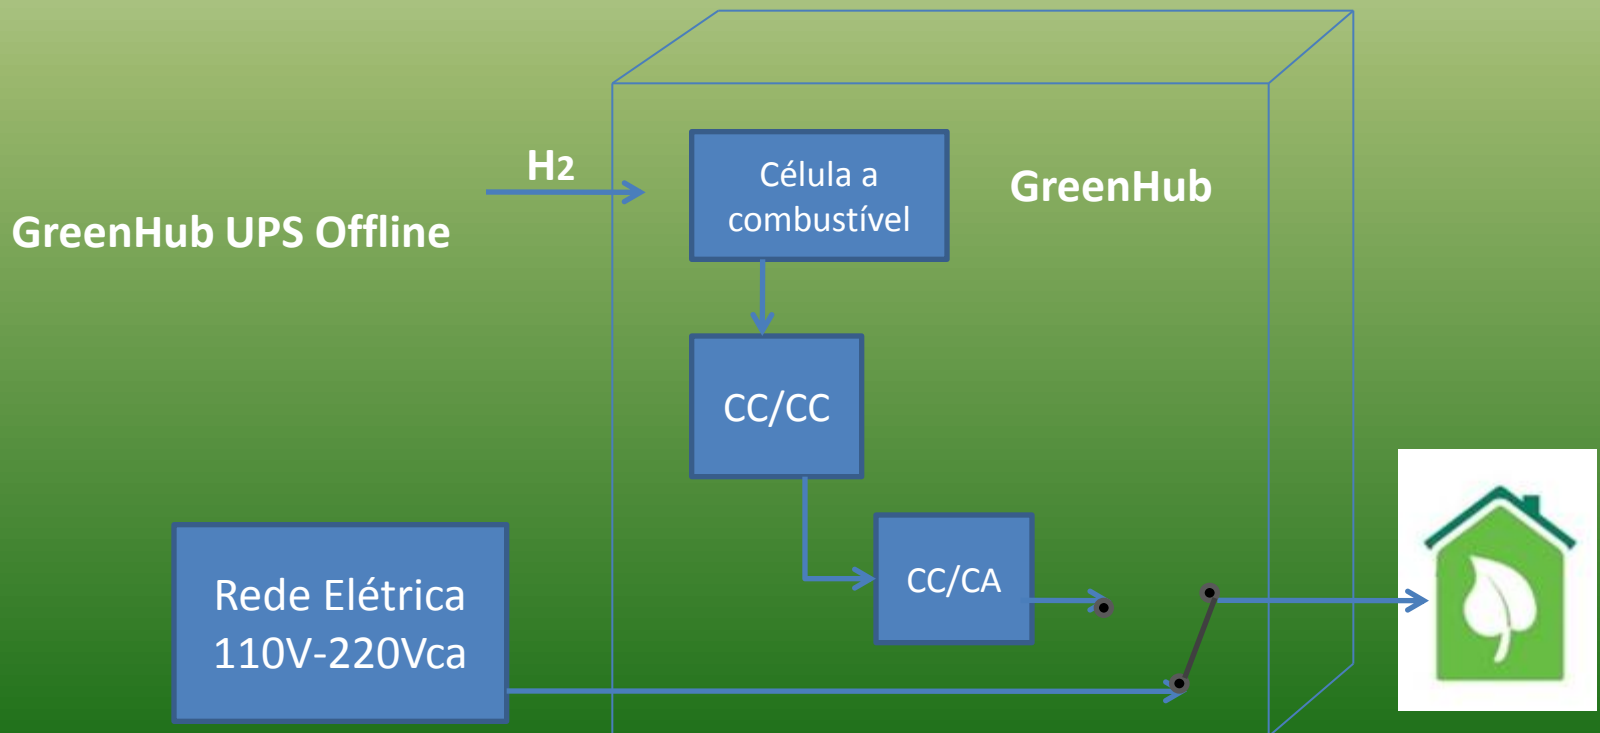 H2
GreenHub UPS Offline
Célula a
combustível
GreenHub
CC/CC
CC/CA
Rede Elétrica
110V-220Vca